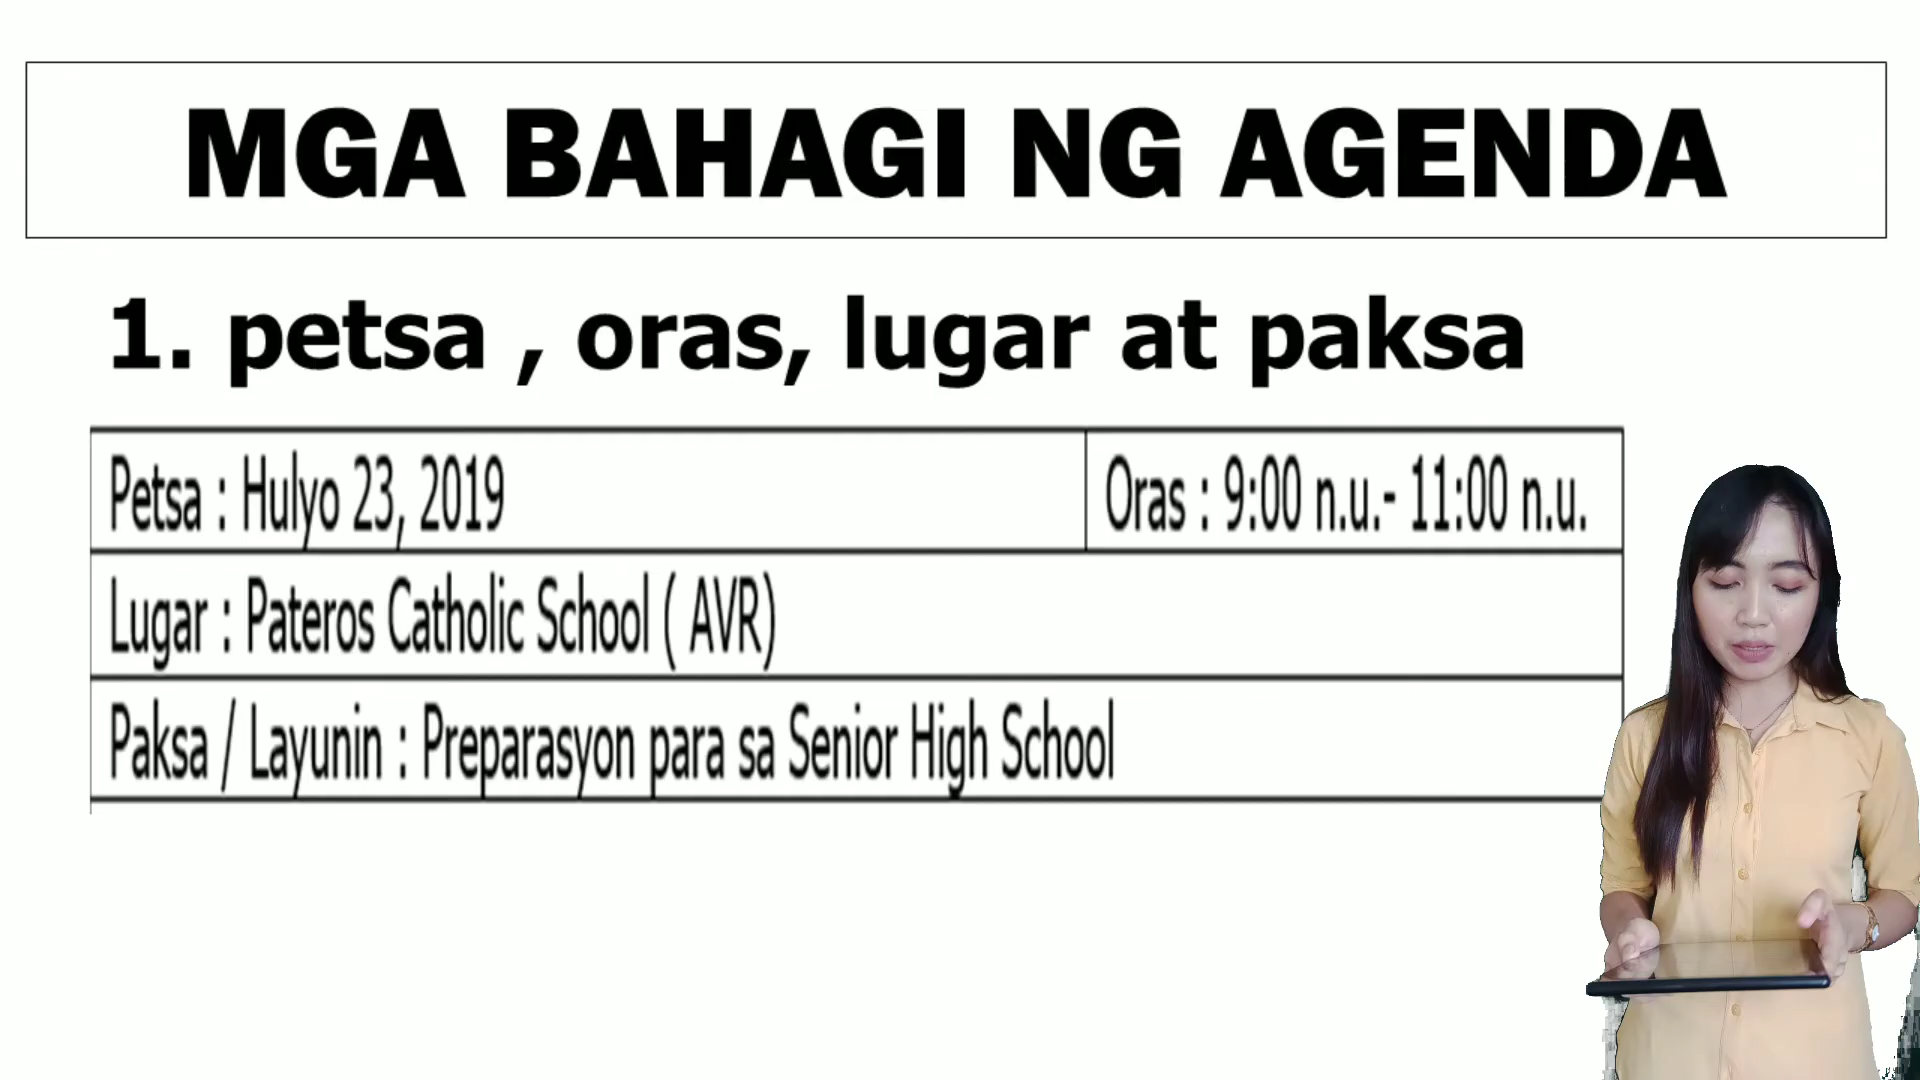 MGA BAHAGI NG AGENDA
1. petsa , oras, lugar at paksa
Petsa : Hulyo 23, 2019
Oras : 9:00 n.u.- 11:00 n.u.
Lugar : Pateros Catholic School ( AVR)
Paksa / Layunin : Preparasyon para sa Senior High School